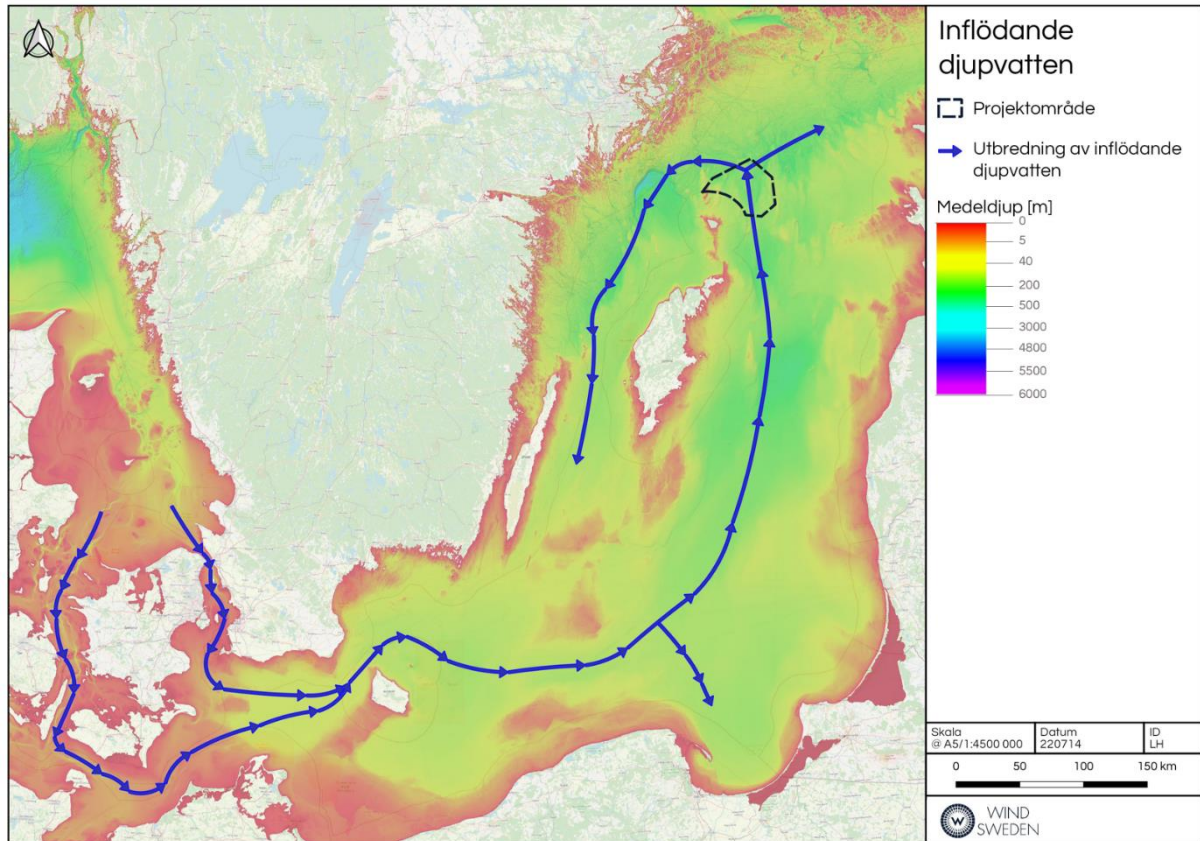 Inflödande
djupvatten
Projektområde
Utbredning av inflödande
djupvatten
Medeldjup [m]
0
5
40
200
500
3000
4800
5500
6000
Skala
@ A5/1:4500 000
Datum
220714
ID
LH
0 50 100 150 km
WIND
SWEDEN